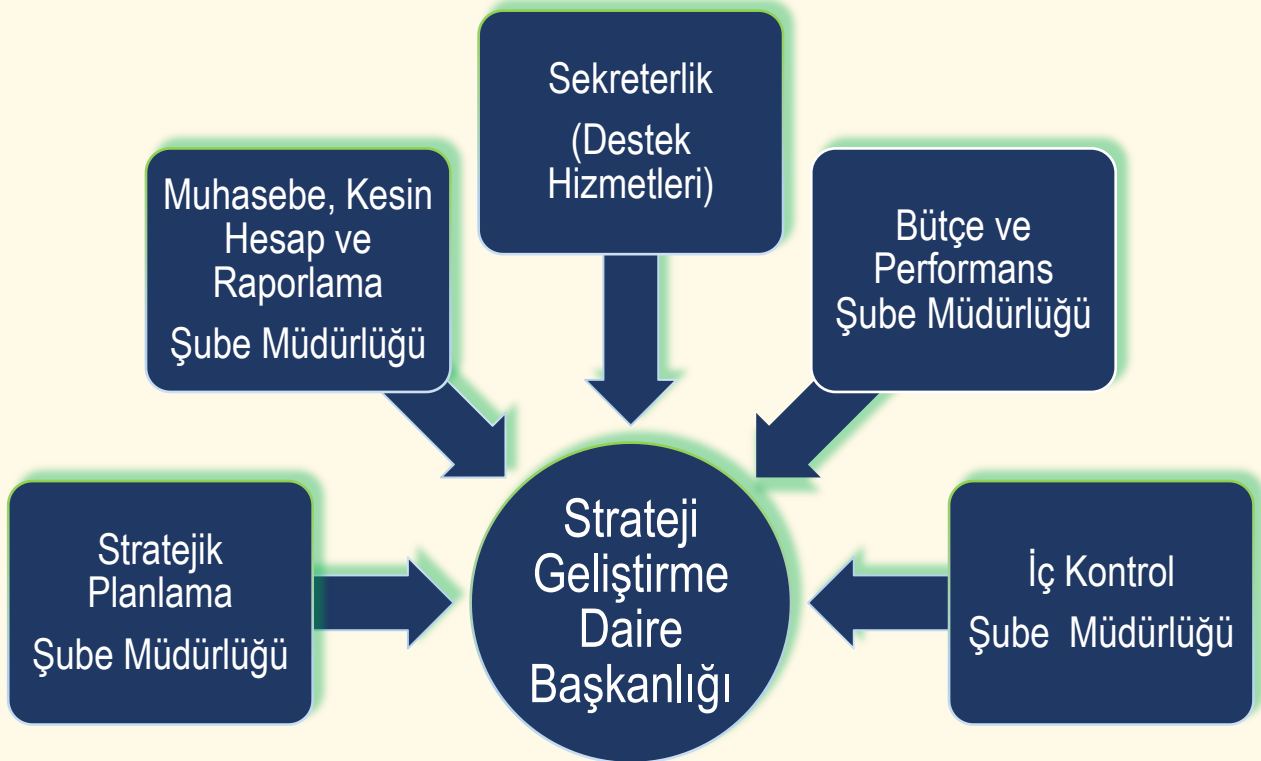 Sekreterlik
(Destek
Hizmetleri)
Muhasebe, Kesin
Hesap ve
Raporlama
Şube Müdürlüğü
Bütçe ve
Performans
Şube Müdürlüğü
Stratejik
Planlama
Şube Müdürlüğü
Strateji
Geliştirme
Daire
Başkanlığı
İç Kontrol
Şube  Müdürlüğü